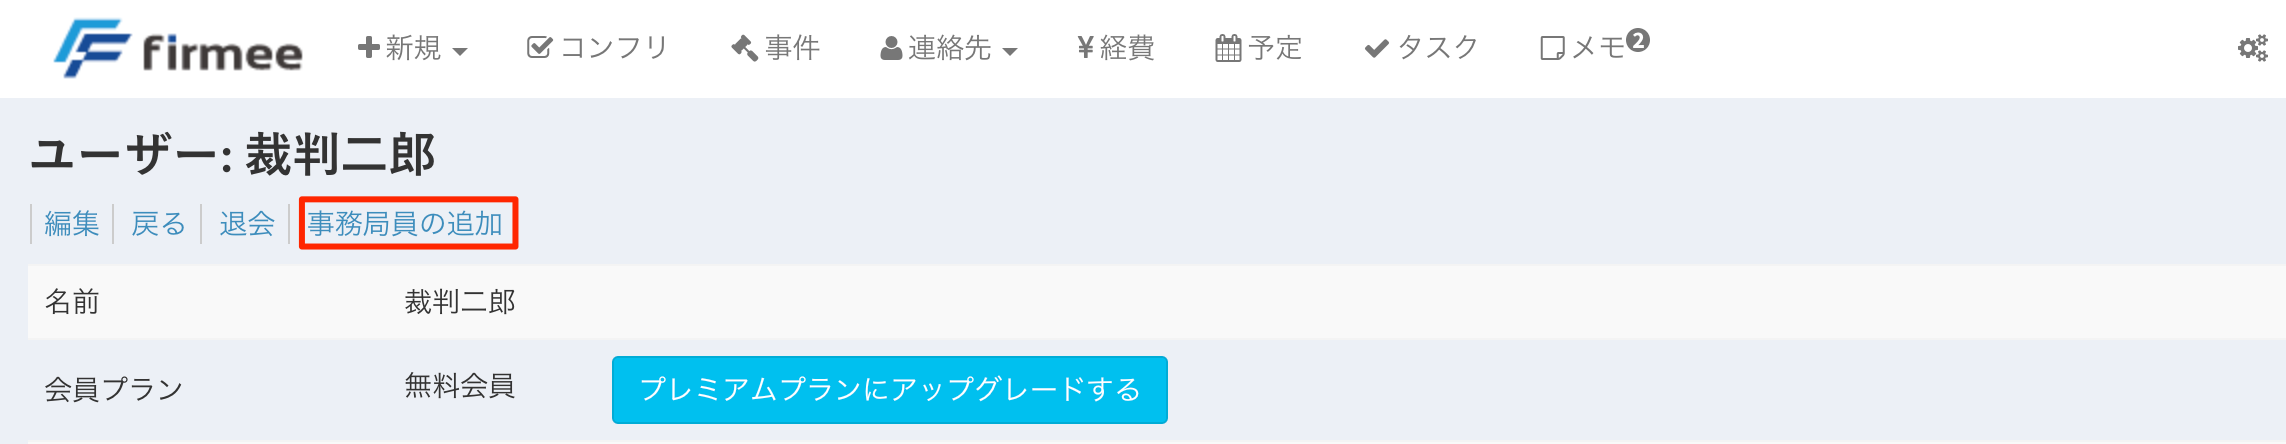 firmee 新規 コンフリ 事件 連絡先 ¥経費 予定 タスク メモ2
ユーザー: 裁判二郎
編集 戻る 退会 事務局員の追加
名前 裁判二郎
会員プラン 無料会員 プレミアムプランにアップグレードする